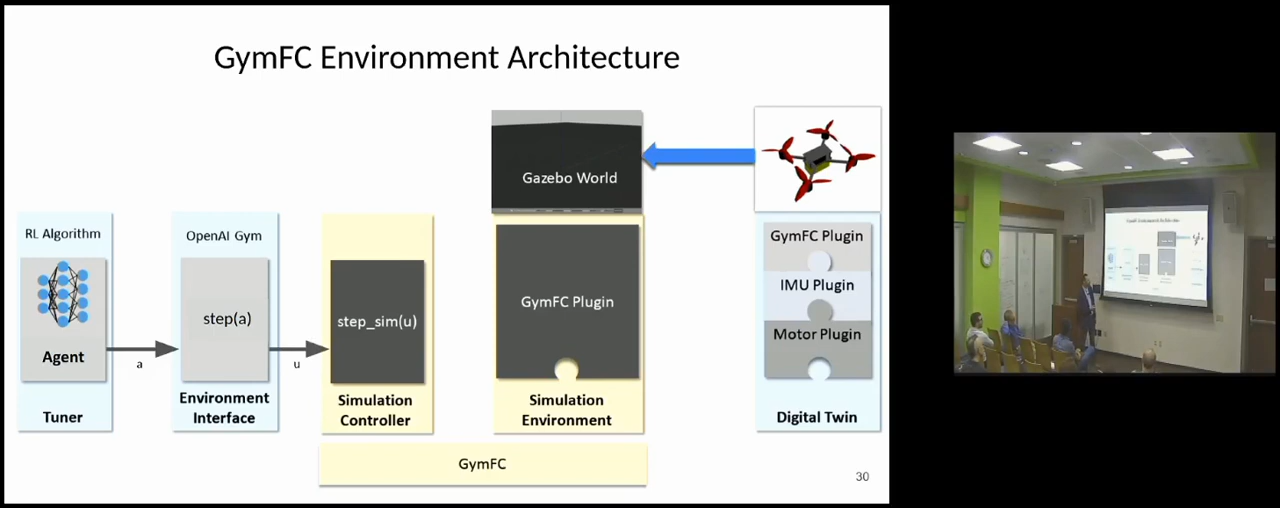 GymFC Environment Architecture
Gazebo World
RL Algorithm
Agent
Tuner
a
OpenAI Gym
step(a)
Environment
Interface
u
step_sim(u)
Simulation
Controller
GymFC Plugin
Simulation
Environment
GymFC
GymFC Plugin
IMU Plugin
Motor Plugin
Digital Twin
30